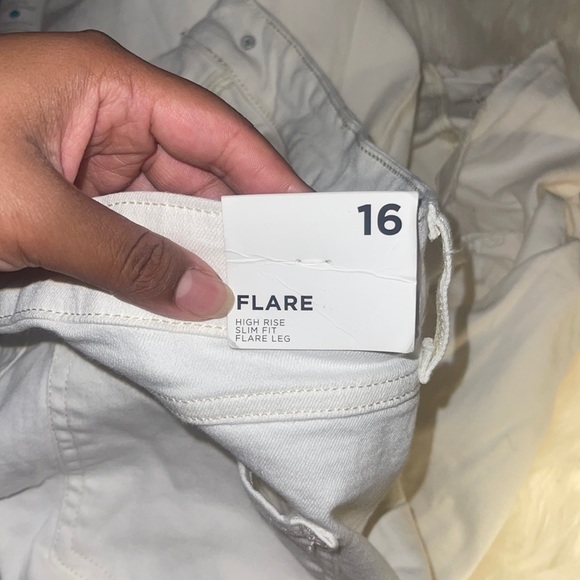 16
FLARE
HIGH RISE
SLIM FIT
FLARE LEG